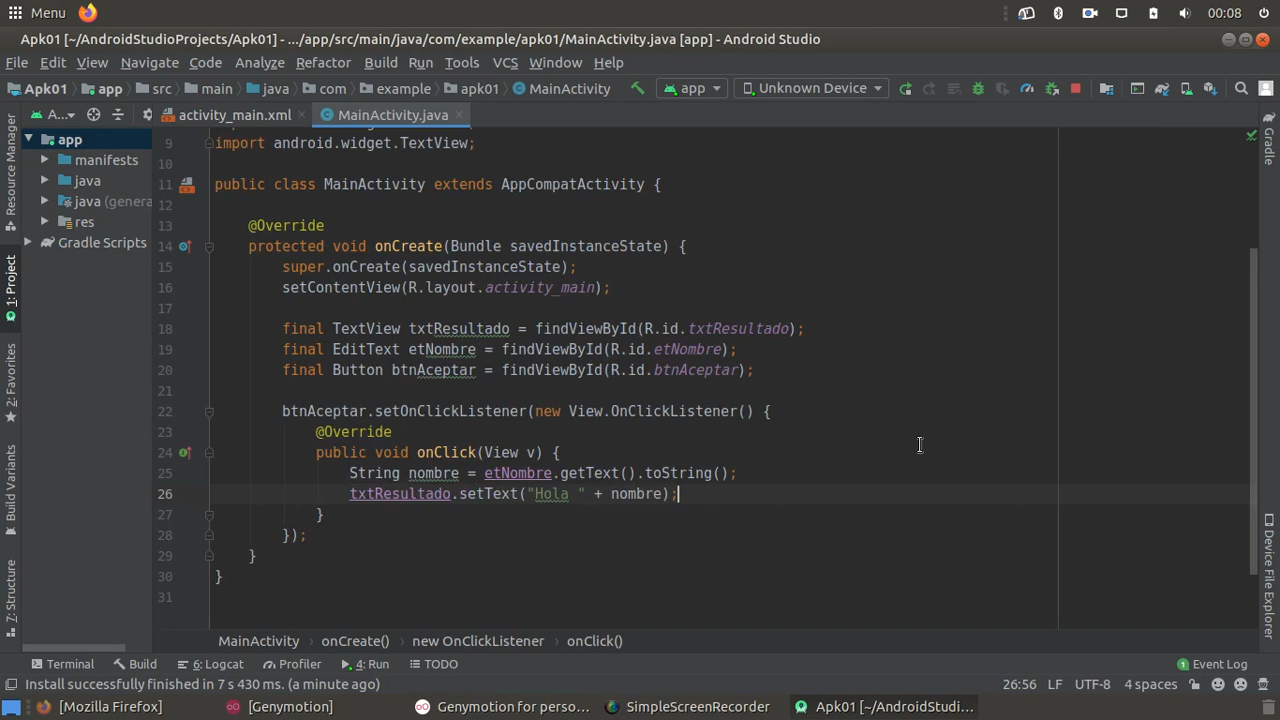 Menu
00:08
Apk01 [~/AndroidStudioProjects/Apk01] - .../app/src/main/java/com/example/apk01/MainActivity.java [app] - Android Studio
File Edit View Navigate Code Analyze Refactor Build Run Tools VCS Window Help
Apk01 app src main java com example apk01 MainActivity app Unknown Device
A... activity_main.xml MainActivity.java
app
manifests
java
java (genera
res
Gradle Scripts
Resource Manager
1: Project
2: Favorites
Build Variants
7: Structure
9 import android.widget.TextView;
10
11 public class MainActivity extends AppCompatActivity {
12
13 @Override
14 protected void onCreate(Bundle savedInstanceState) {
15 super.onCreate(savedInstanceState);
16 setContentView(R.layout.activity_main);
17
18 final TextView txtResultado = findViewById(R.id.txtResultado);
19 final EditText etNombre = findViewById(R.id.etNombre);
20 final Button btnAceptar = findViewById(R.id.btnAceptar);
21
22 btnAceptar.setOnClickListener(new View.OnClickListener() {
23 @Override
24 public void onClick(View v) {
25 String nombre = etNombre.getText().toString();
26 txtResultado.setText("Hola " + nombre);
27 }
28 });
29 }
30 }
31
Gradle
Device File Explorer
MainActivity onCreate() new OnClickListener onClick()
Terminal Build 6: Logcat Profiler 4: Run TODO 1 Event Log
Install successfully finished in 7 s 430 ms. (a minute ago) 26:56 LF UTF-8 4 spaces
[Mozilla Firefox] [Genymotion] Genymotion for perso... SimpleScreenRecorder Apk01 [~/AndroidStudi...